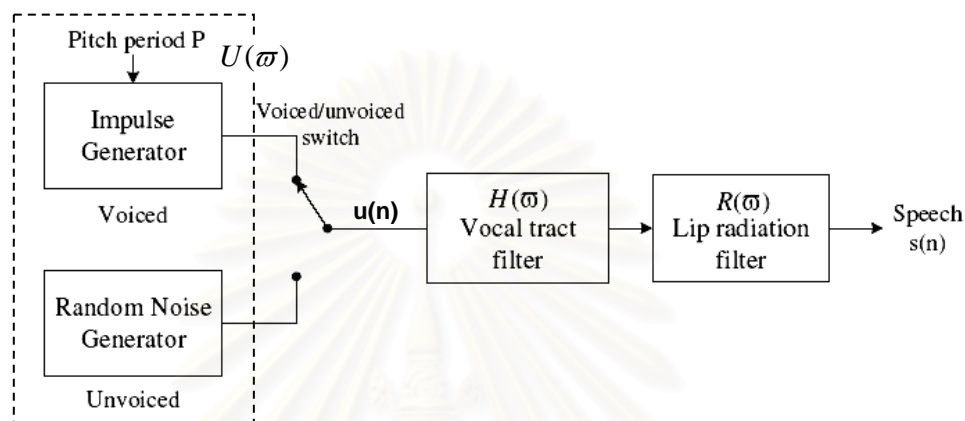 Pitch period P
U(ϖ)
Impulse
Generator
Voiced
Voiced/unvoiced
switch
u(n)
H(ϖ)
Vocal tract
filter
R(ϖ)
Lip radiation
filter
Speech
s(n)
Random Noise
Generator
Unvoiced